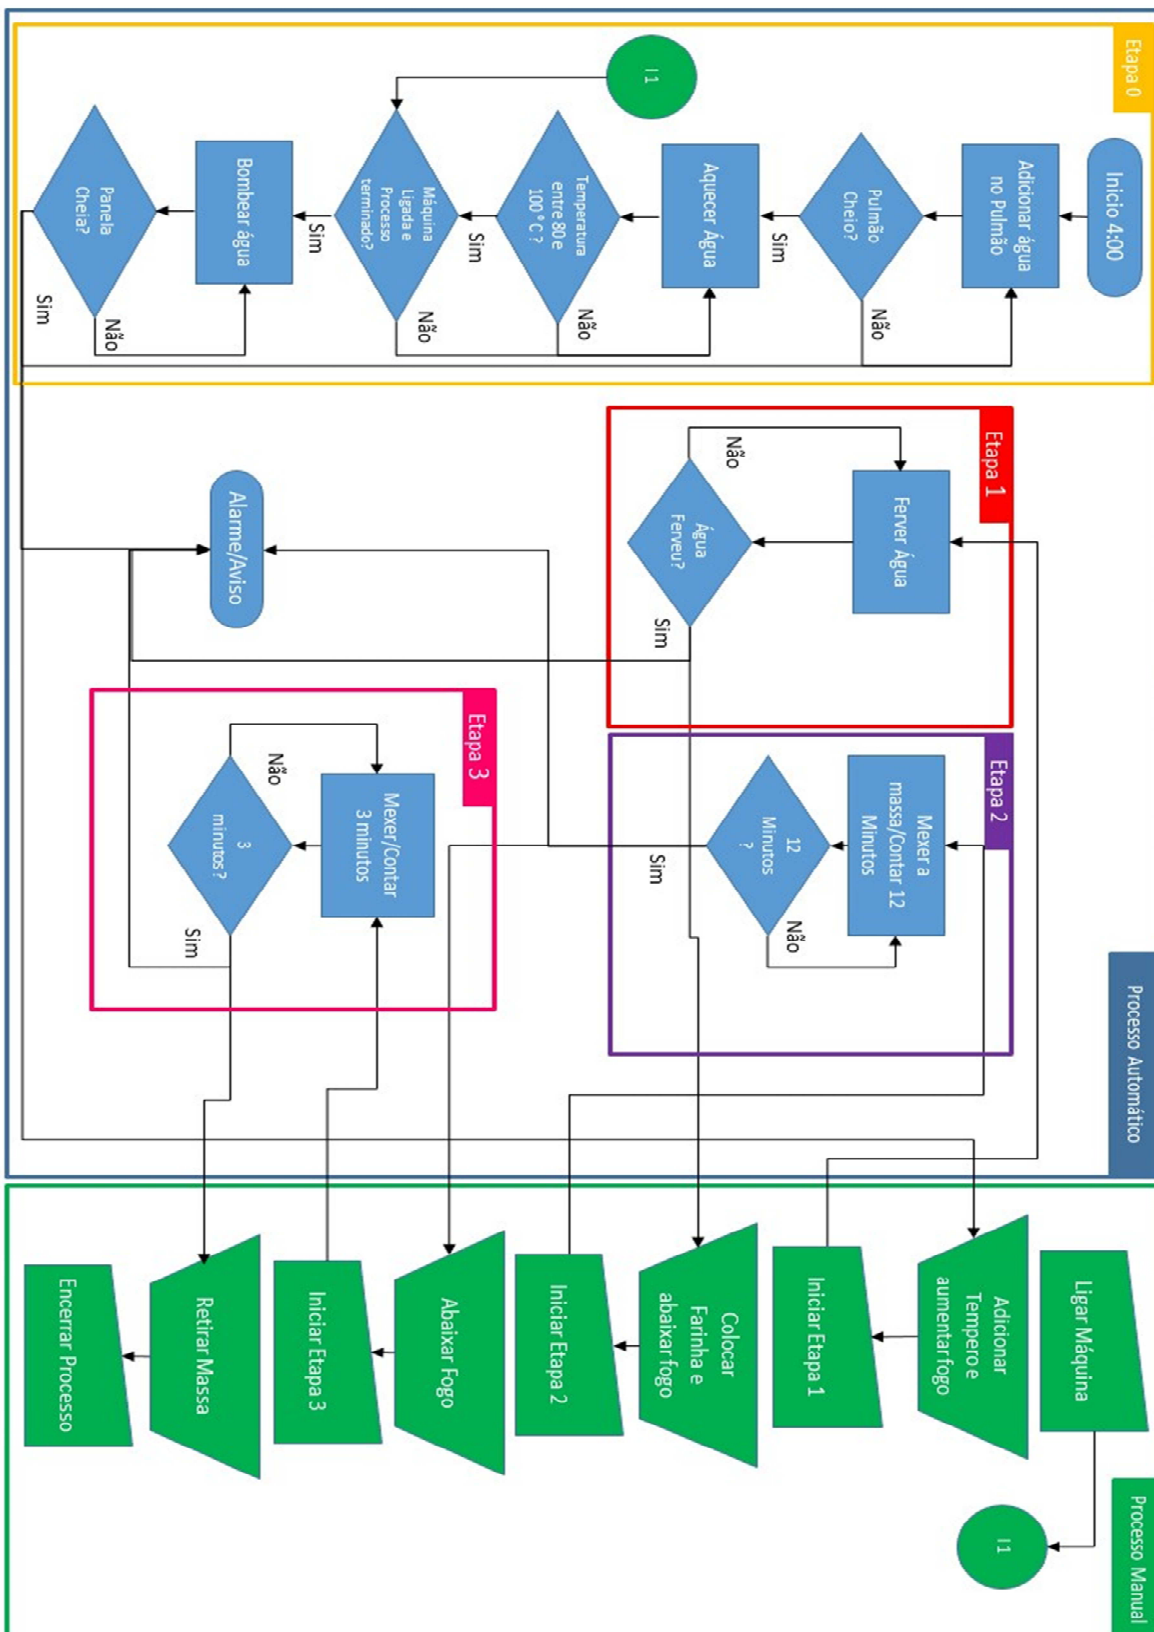 Etapa 0
Inicio 4:00
Adicionar água
no Pulmão
Pulmão
Cheio?
Não
Sim
Aquecer Água
Temperatura
entre 80 e
100 ° C ?
Não
Sim
I 1
Máquina
Ligada e
Processo
terminado?
Não
Sim
Bombear água
Panela
Cheia?
Não
Sim
Etapa 1
Ferver Água
Água
Ferveu?
Não
Sim
Alarme/Aviso
Etapa 2
Mexer a
massa/Contar 12
Minutos
12
Minutos
?
Não
Sim
Etapa 3
Mexer/Contar
3 minutos
3
minutos?
Não
Sim
Processo Automático
Ligar Máquina
Adicionar
Tempero e
aumentar fogo
Iniciar Etapa 1
Colocar
Farinha e
abaixar fogo
Iniciar Etapa 2
Abaixar Fogo
Iniciar Etapa 3
Retirar Massa
Encerrar Processo
I 1
Processo Manual